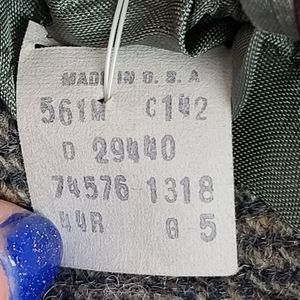 MADE IN U. S. A
561M C142
D 29440
74576 1318
44R G 5